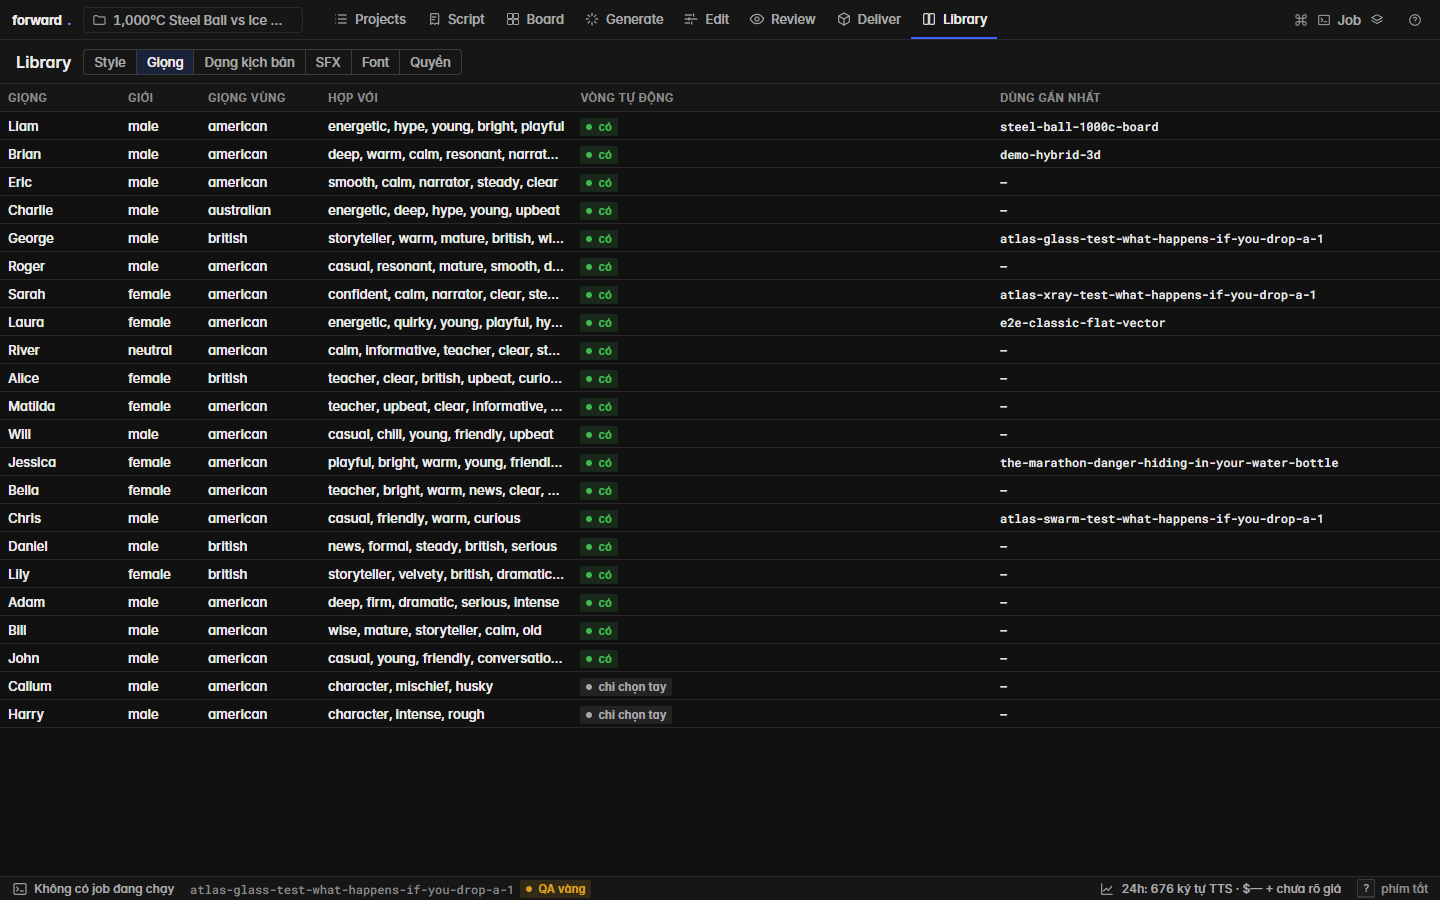 forward . 1,000°C Steel Ball vs Ice ... Projects Script Board Generate Edit Review Deliver Library Job
Library Style Giọng Dạng kịch bản SFX Font Quyền
GIỌNG GIỚI GIỌNG VÙNG HỢP VỚI VÒNG TỰ ĐỘNG DÙNG GẦN NHẤT
Liam male american energetic, hype, young, bright, playful có steel-ball-1000c-board
Brian male american deep, warm, calm, resonant, narrat... có demo-hybrid-3d
Eric male american smooth, calm, narrator, steady, clear có –
Charlie male australian energetic, deep, hype, young, upbeat có –
George male british storyteller, warm, mature, british, wi... có atlas-glass-test-what-happens-if-you-drop-a-1
Roger male american casual, resonant, mature, smooth, d... có –
Sarah female american confident, calm, narrator, clear, ste... có atlas-xray-test-what-happens-if-you-drop-a-1
Laura female american energetic, quirky, young, playful, hy... có e2e-classic-flat-vector
River neutral american calm, informative, teacher, clear, st... có –
Alice female british teacher, clear, british, upbeat, curio... có –
Matilda female american teacher, upbeat, clear, informative, ... có –
Will male american casual, chill, young, friendly, upbeat có –
Jessica female american playful, bright, warm, young, friendl... có the-marathon-danger-hiding-in-your-water-bottle
Bella female american teacher, bright, warm, news, clear, ... có –
Chris male american casual, friendly, warm, curious có atlas-swarm-test-what-happens-if-you-drop-a-1
Daniel male british news, formal, steady, british, serious có –
Lily female british storyteller, velvety, british, dramatic... có –
Adam male american deep, firm, dramatic, serious, intense có –
Bill male american wise, mature, storyteller, calm, old có –
John male american casual, young, friendly, conversatio... có –
Callum male american character, mischief, husky chỉ chọn tay –
Harry male american character, intense, rough chỉ chọn tay –
Không có job đang chạy atlas-glass-test-what-happens-if-you-drop-a-1 QA vàng 24h: 676 ký tự TTS · $— + chưa rõ giá ? phím tắt